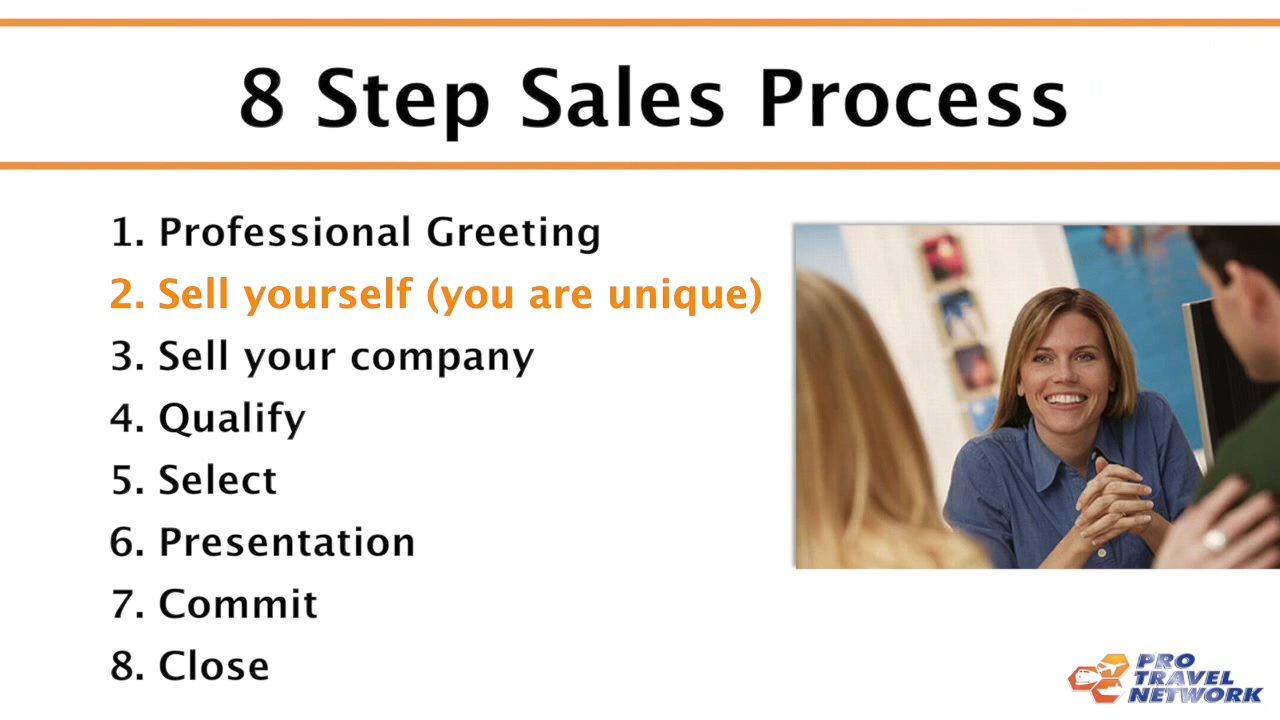 8 Step Sales Process
1. Professional Greeting
2. Sell yourself (you are unique)
3. Sell your company
4. Qualify
5. Select
6. Presentation
7. Commit
8. Close
PRO
TRAVEL
NETWORK